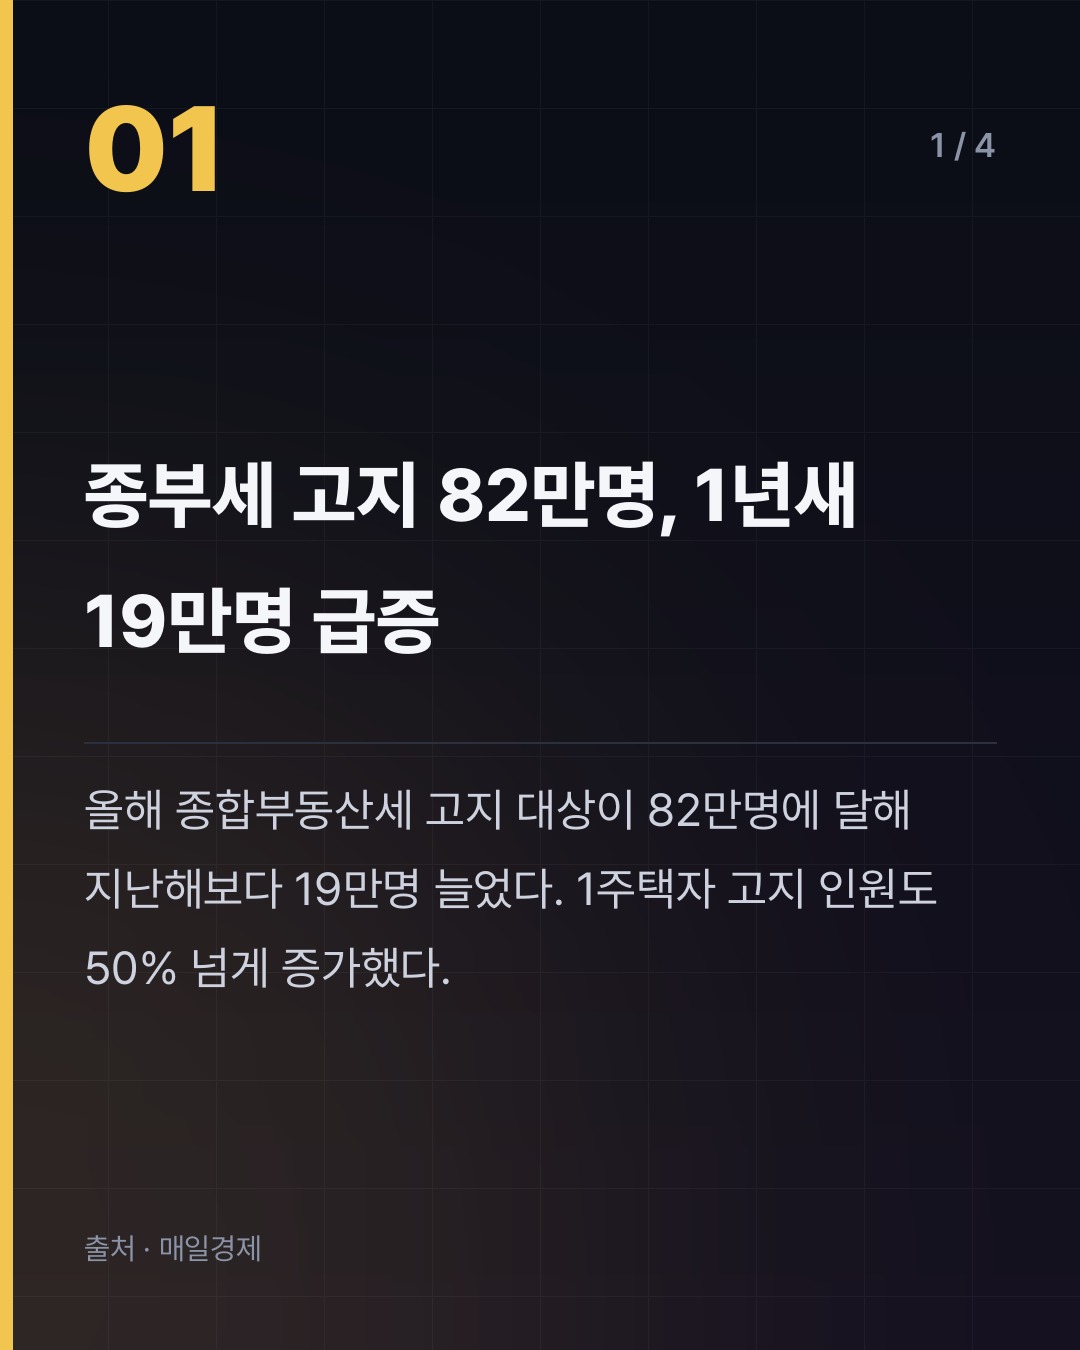 01
1 / 4
종부세 고지 82만명, 1년새
19만명 급증
올해 종합부동산세 고지 대상이 82만명에 달해
지난해보다 19만명 늘었다. 1주택자 고지 인원도
50% 넘게 증가했다.
출처 · 매일경제